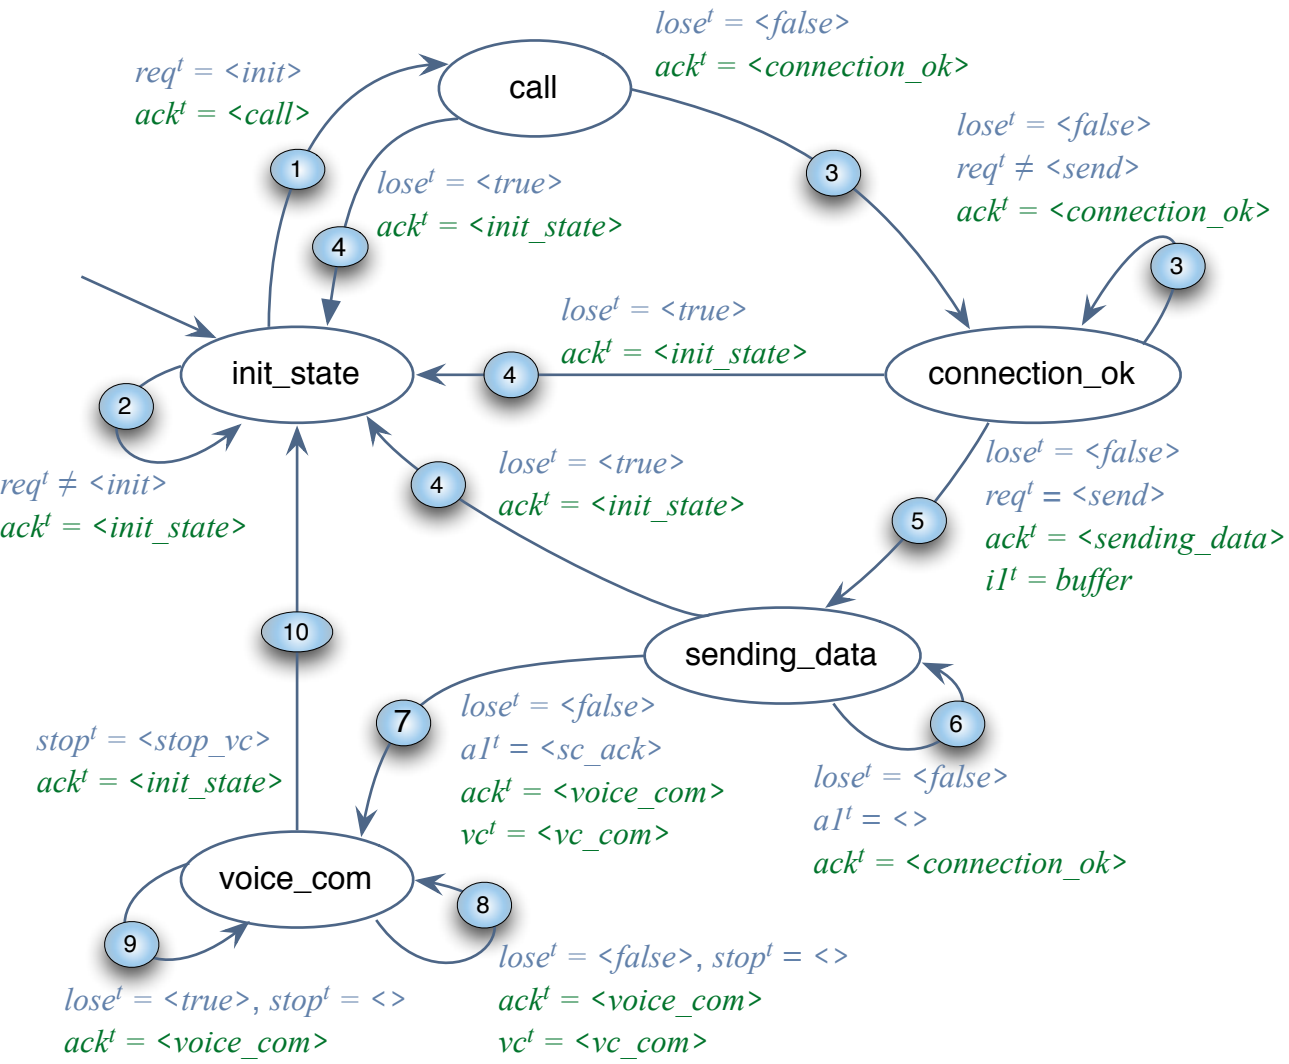 lose^t = <false>
ack^t = <connection_ok>
req^t = <init>
ack^t = <call>
call
1
3
lose^t = <false>
req^t ≠ <send>
ack^t = <connection_ok>
3
lose^t = <true>
ack^t = <init_state>
4
lose^t = <true>
ack^t = <init_state>
4
init_state
connection_ok
2
req^t ≠ <init>
ack^t = <init_state>
lose^t = <true>
ack^t = <init_state>
4
lose^t = <false>
req^t = <send>
ack^t = <sending_data>
i1^t = buffer
5
10
sending_data
7
lose^t = <false>
a1^t = <sc_ack>
ack^t = <voice_com>
vc^t = <vc_com>
6
lose^t = <false>
a1^t = <>
ack^t = <connection_ok>
stop^t = <stop_vc>
ack^t = <init_state>
voice_com
8
9
lose^t = <false>, stop^t = <>
ack^t = <voice_com>
vc^t = <vc_com>
lose^t = <true>, stop^t = <>
ack^t = <voice_com>